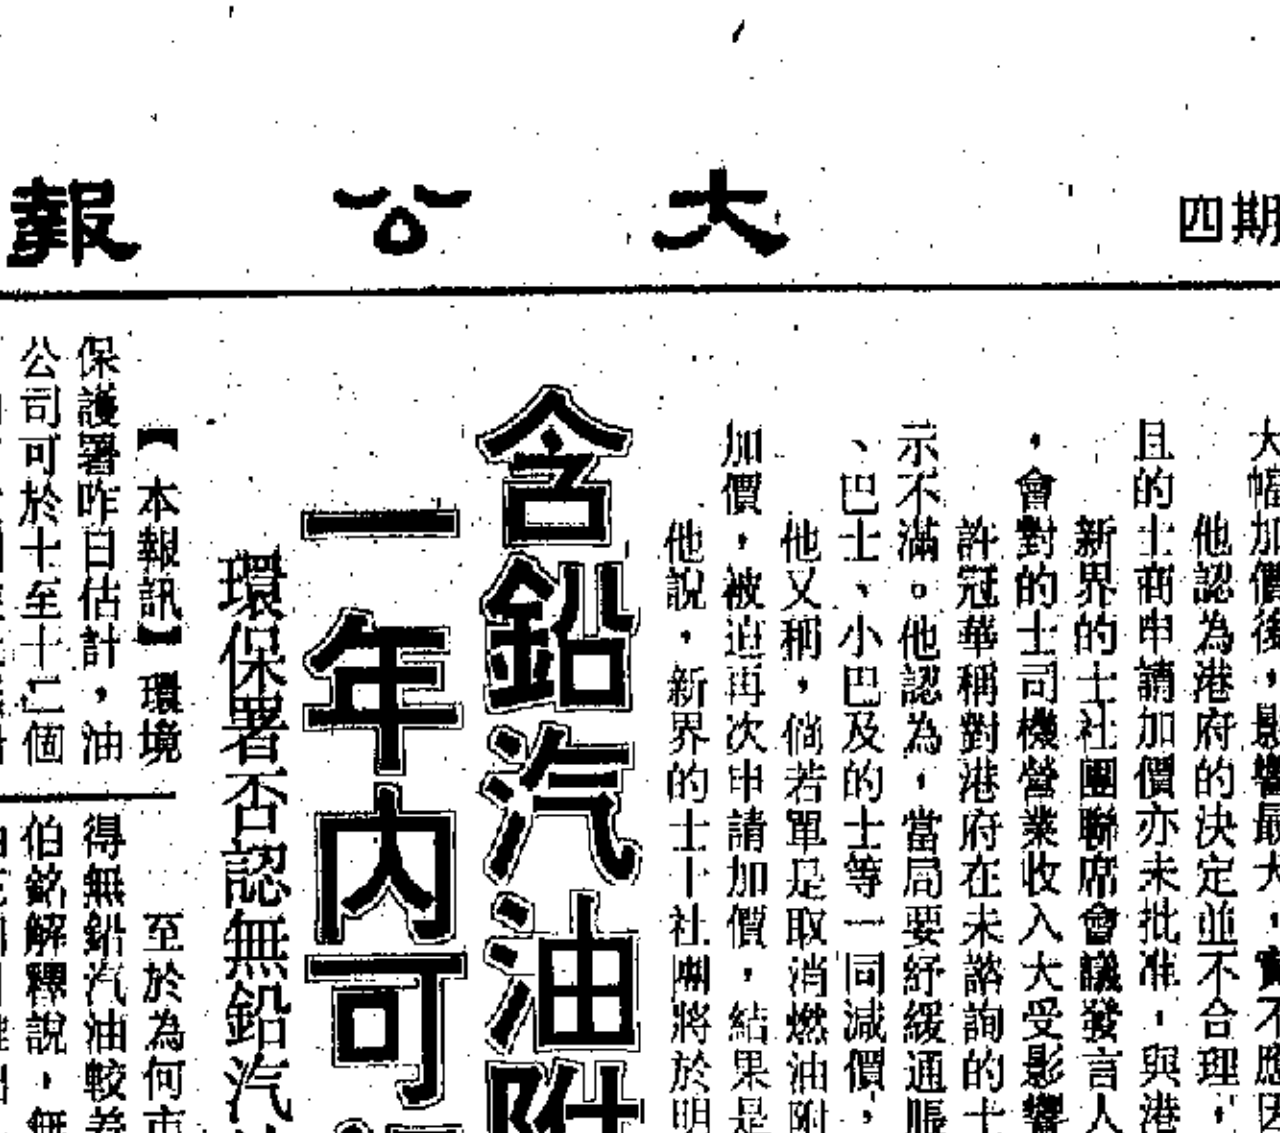 大公報
期四
大幅加價後，影響最大，實不應因
他認為港府的決定並不合理，
且的士商申請加價亦未批准，與港
新界的士社團聯席會議發言人
，會對的士司機營業收入大受影響
許冠華稱對港府在未諮詢的士
示不滿。他認為，當局要紓緩通脹
、巴士、小巴及的士等一同減價，
他又稱，倘若單是取消燃油附
加價，被迫再次申請加價，結果是
他說，新界的士士社團將於明
含鉛汽油附
一年內可
環保署否認無鉛汽
【本報訊】環境
保護署昨日估計，油
公司可於十至十二個
至於為何市
得無鉛汽油較差
伯銘解釋說，無